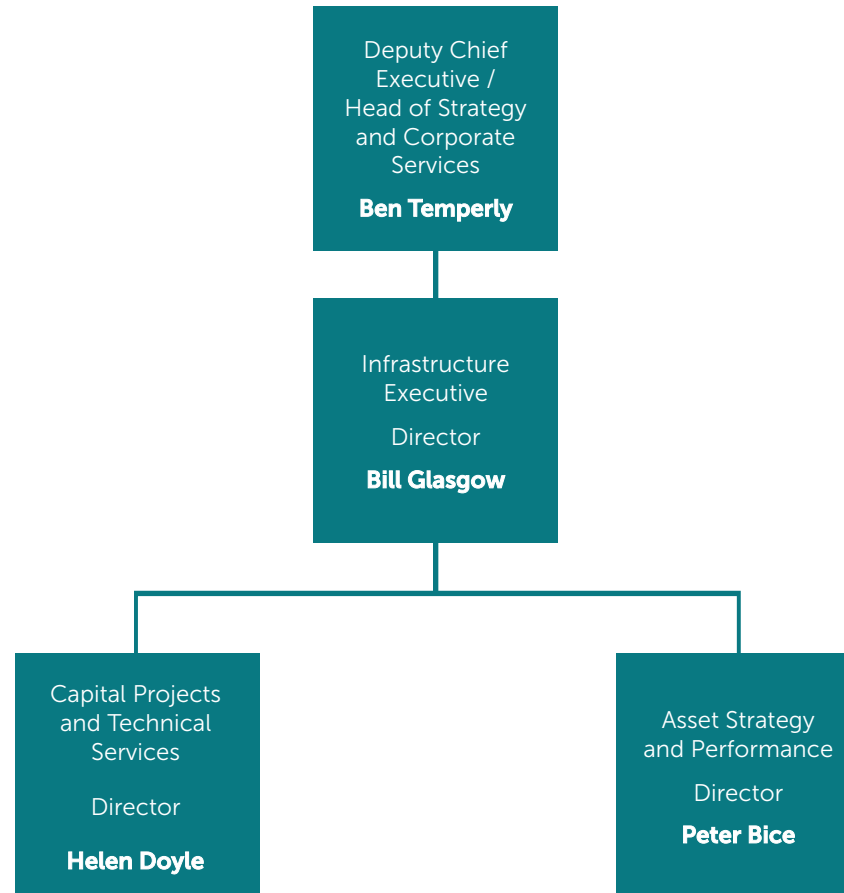 Deputy Chief
Executive /
Head of Strategy
and Corporate
Services
Ben Temperly
Infrastructure
Executive
Director
Bill Glasgow
Capital Projects
and Technical
Services
Director
Helen Doyle
Asset Strategy
and Performance
Director
Peter Bice